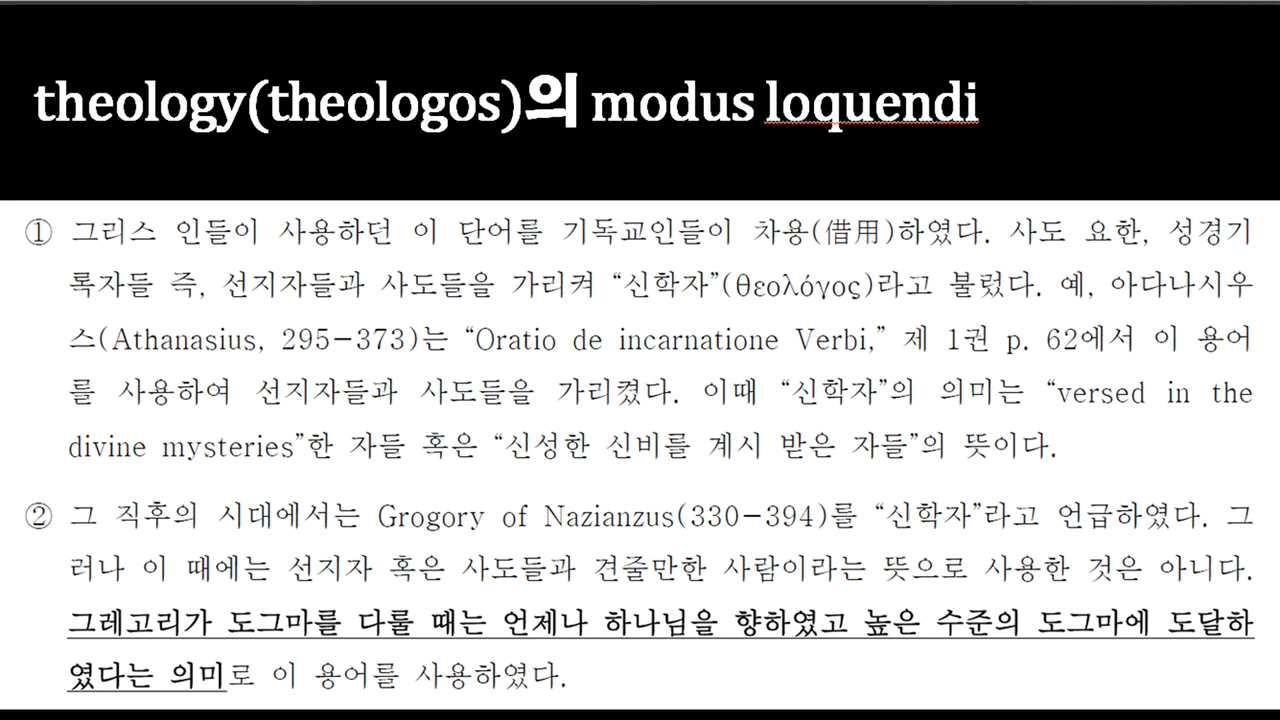 theology(theologos)의 modus loquendi
① 그리스 인들이 사용하던 이 단어를 기독교인들이 차용(借用)하였다. 사도 요한, 성경기
록자들 즉, 선지자들과 사도들을 가리켜 “신학자”(θεολόγος)라고 불렀다. 예, 아다나시우
스(Athanasius, 295-373)는 “Oratio de incarnatione Verbi,” 제 1권 p. 62에서 이 용어
를 사용하여 선지자들과 사도들을 가리켰다. 이때 “신학자”의 의미는 “versed in the
divine mysteries”한 자들 혹은 “신성한 신비를 계시 받은 자들”의 뜻이다.
② 그 직후의 시대에서는 Grogory of Nazianzus(330-394)를 “신학자”라고 언급하였다. 그
러나 이 때에는 선지자 혹은 사도들과 견줄만한 사람이라는 뜻으로 사용한 것은 아니다.
그레고리가 도그마를 다룰 때는 언제나 하나님을 향하였고 높은 수준의 도그마에 도달하
였다는 의미로 이 용어를 사용하였다.